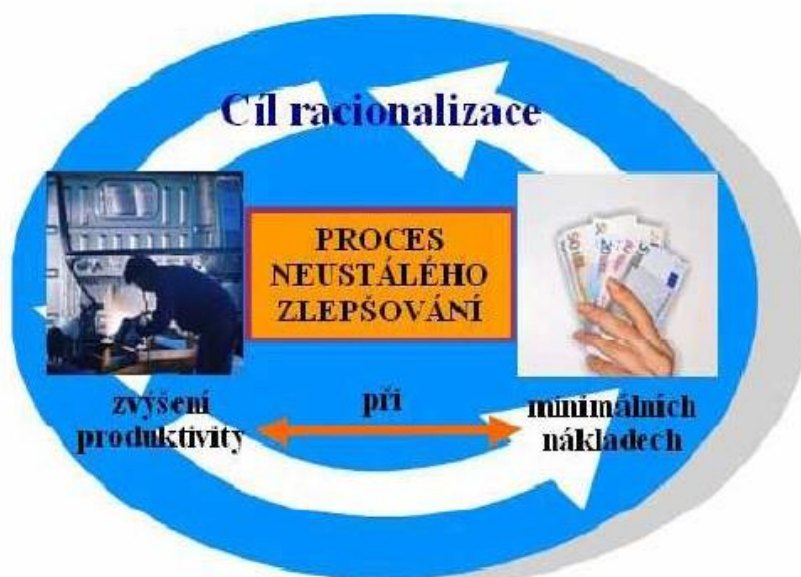 Cíl racionalizace
PROCES
NEUSTÁLÉHO
ZLEPŠOVÁNÍ
zvýšení
produktivity
při
minimálních
nákladech